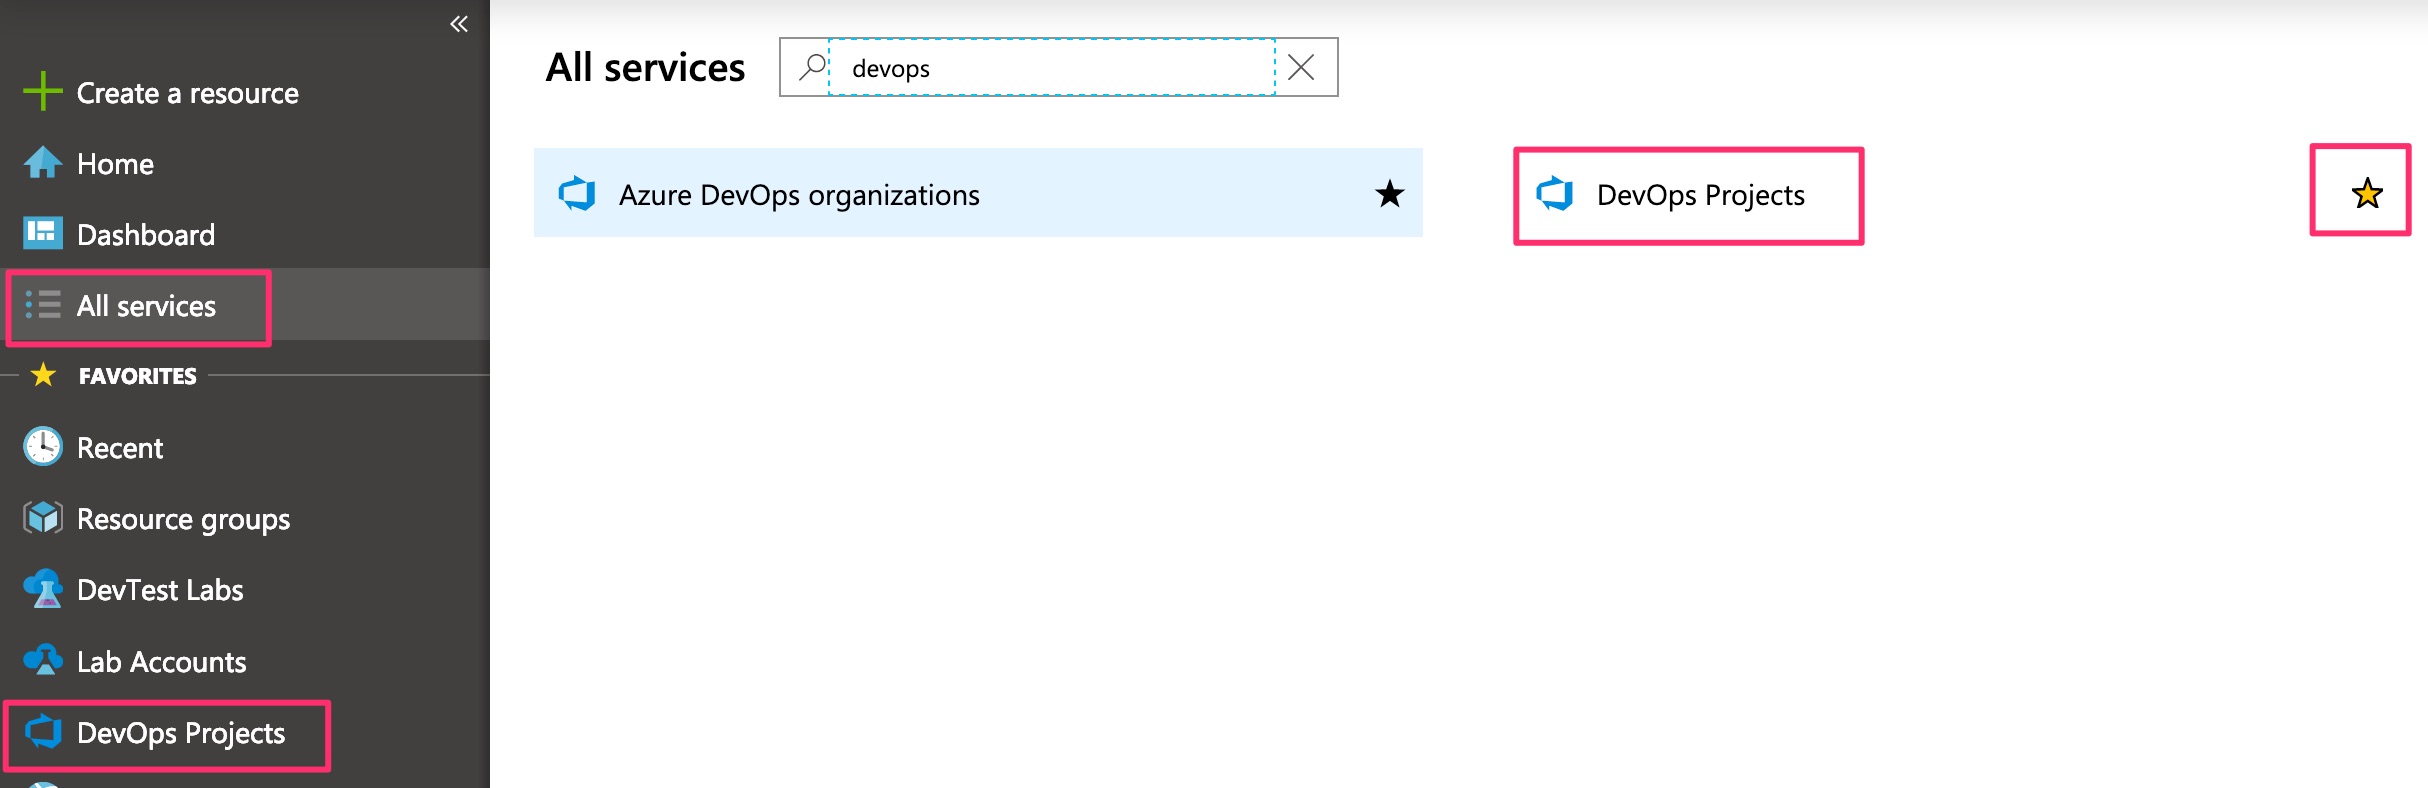 Create a resource
Home
Dashboard
All services
FAVORITES
Recent
Resource groups
DevTest Labs
Lab Accounts
DevOps Projects
All services
devops
Azure DevOps organizations
DevOps Projects